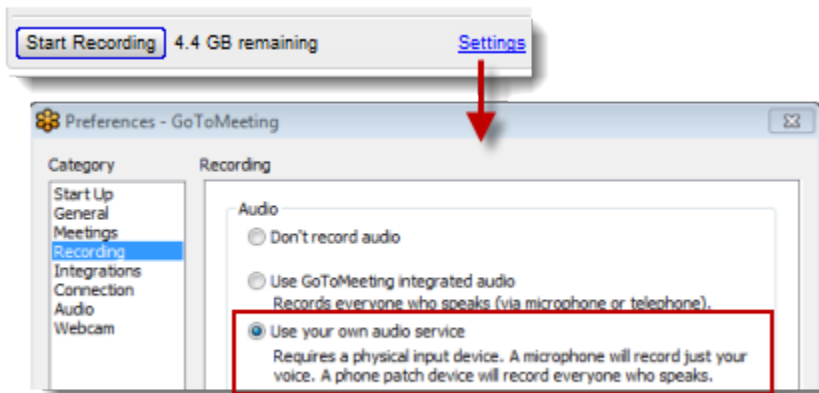 Start Recording 4.4 GB remaining Settings
Preferences - GoToMeeting
Category Recording
Start Up
General
Meetings
Recording
Integrations
Connection
Audio
Webcam
Audio
Don't record audio
Use GoToMeeting integrated audio
Records everyone who speaks (via microphone or telephone).
Use your own audio service
Requires a physical input device. A microphone will record just your
voice. A phone patch device will record everyone who speaks.